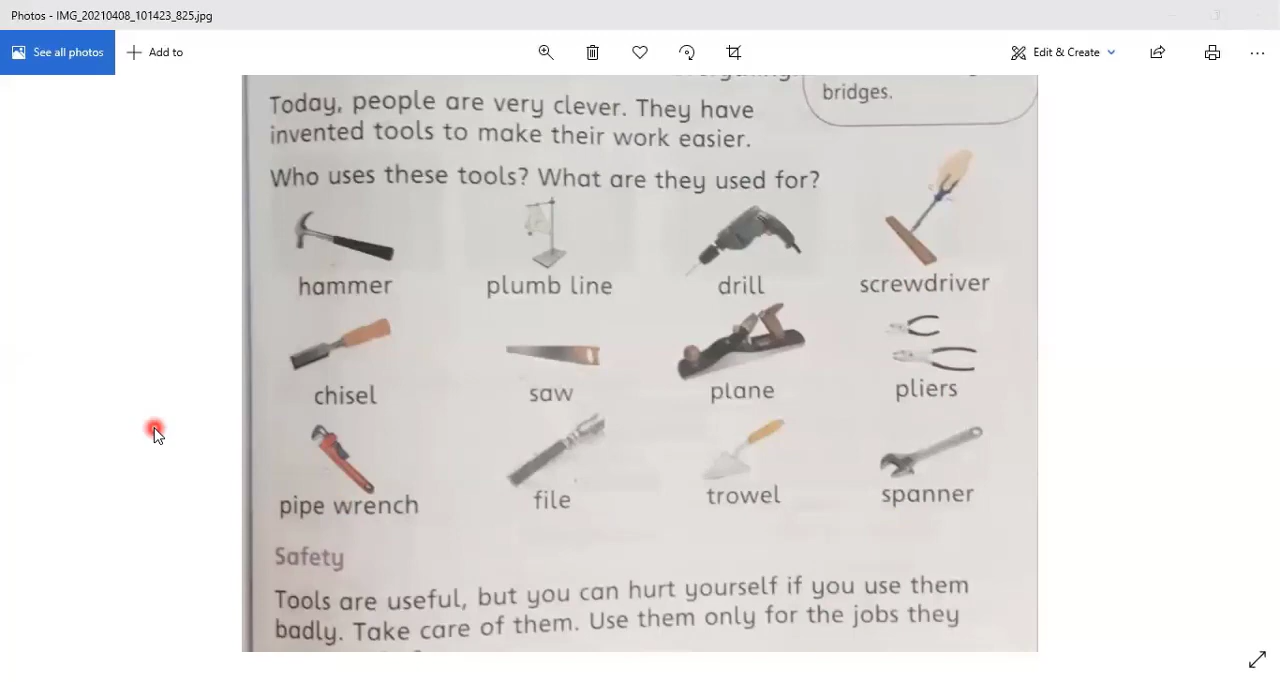 Photos - IMG_20210408_101423_825.jpg
See all photos
Add to
Edit & Create
bridges.
Today, people are very clever. They have
invented tools to make their work easier.
Who uses these tools? What are they used for?
hammer plumb line drill screwdriver
chisel saw plane pliers
pipe wrench file trowel spanner
Safety
Tools are useful, but you can hurt yourself if you use them
badly. Take care of them. Use them only for the jobs they